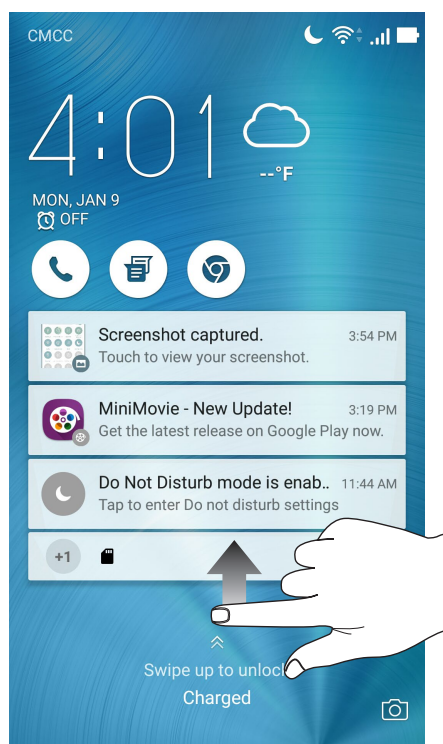 CMCC
4:01
--°F
MON, JAN 9
OFF
Screenshot captured. 3:54 PM
Touch to view your screenshot.
MiniMovie - New Update! 3:19 PM
Get the latest release on Google Play now.
Do Not Disturb mode is enab.. 11:44 AM
Tap to enter Do not disturb settings
+1
Swipe up to unlock
Charged